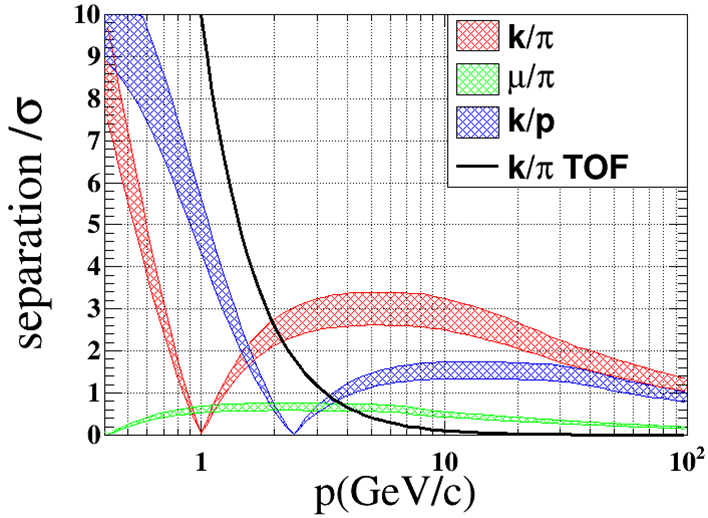 separation /σ
10
9
8
7
6
5
4
3
2
1
0
k/π
μ/π
k/p
k/π TOF
1
10
10²
p(GeV/c)